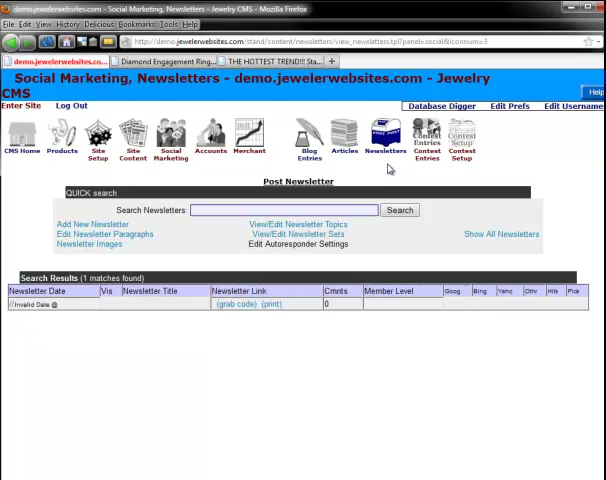 demo.jewelerwebsites.com - Social Marketing, Newsletters - Jewelry CMS - Mozilla Firefox
File Edit View History Delicious Bookmarks Tools Help
http://demo.jewelerwebsites.com/stand/content/newsletters/view_newsletters.tpl?panel=social&iconnum=3
demo.jewelerwebsites.co... Diamond Engagement Ring... THE HOTTEST TREND!!! Sta...
Social Marketing, Newsletters - demo.jewelerwebsites.com - Jewelry
CMS
Help
Enter Site Log Out Database Digger Edit Prefs Edit Username
CMS Home Products Site Setup Site Content Social Marketing Accounts Merchant Blog Entries Articles Newsletters Contest Entries Contest Setup
Post Newsletter
QUICK search
Search Newsletters: Search
Add New Newsletter View/Edit Newsletter Topics
Edit Newsletter Paragraphs View/Edit Newsletter Sets Show All Newsletters
Newsletter Images Edit Autoresponder Settings
Search Results (1 matches found)
Newsletter Date Vis Newsletter Title Newsletter Link Cmnts Member Level Goog Bing Yaho Othr Hits Pick
//Invalid Date @ (grab code) (print) 0